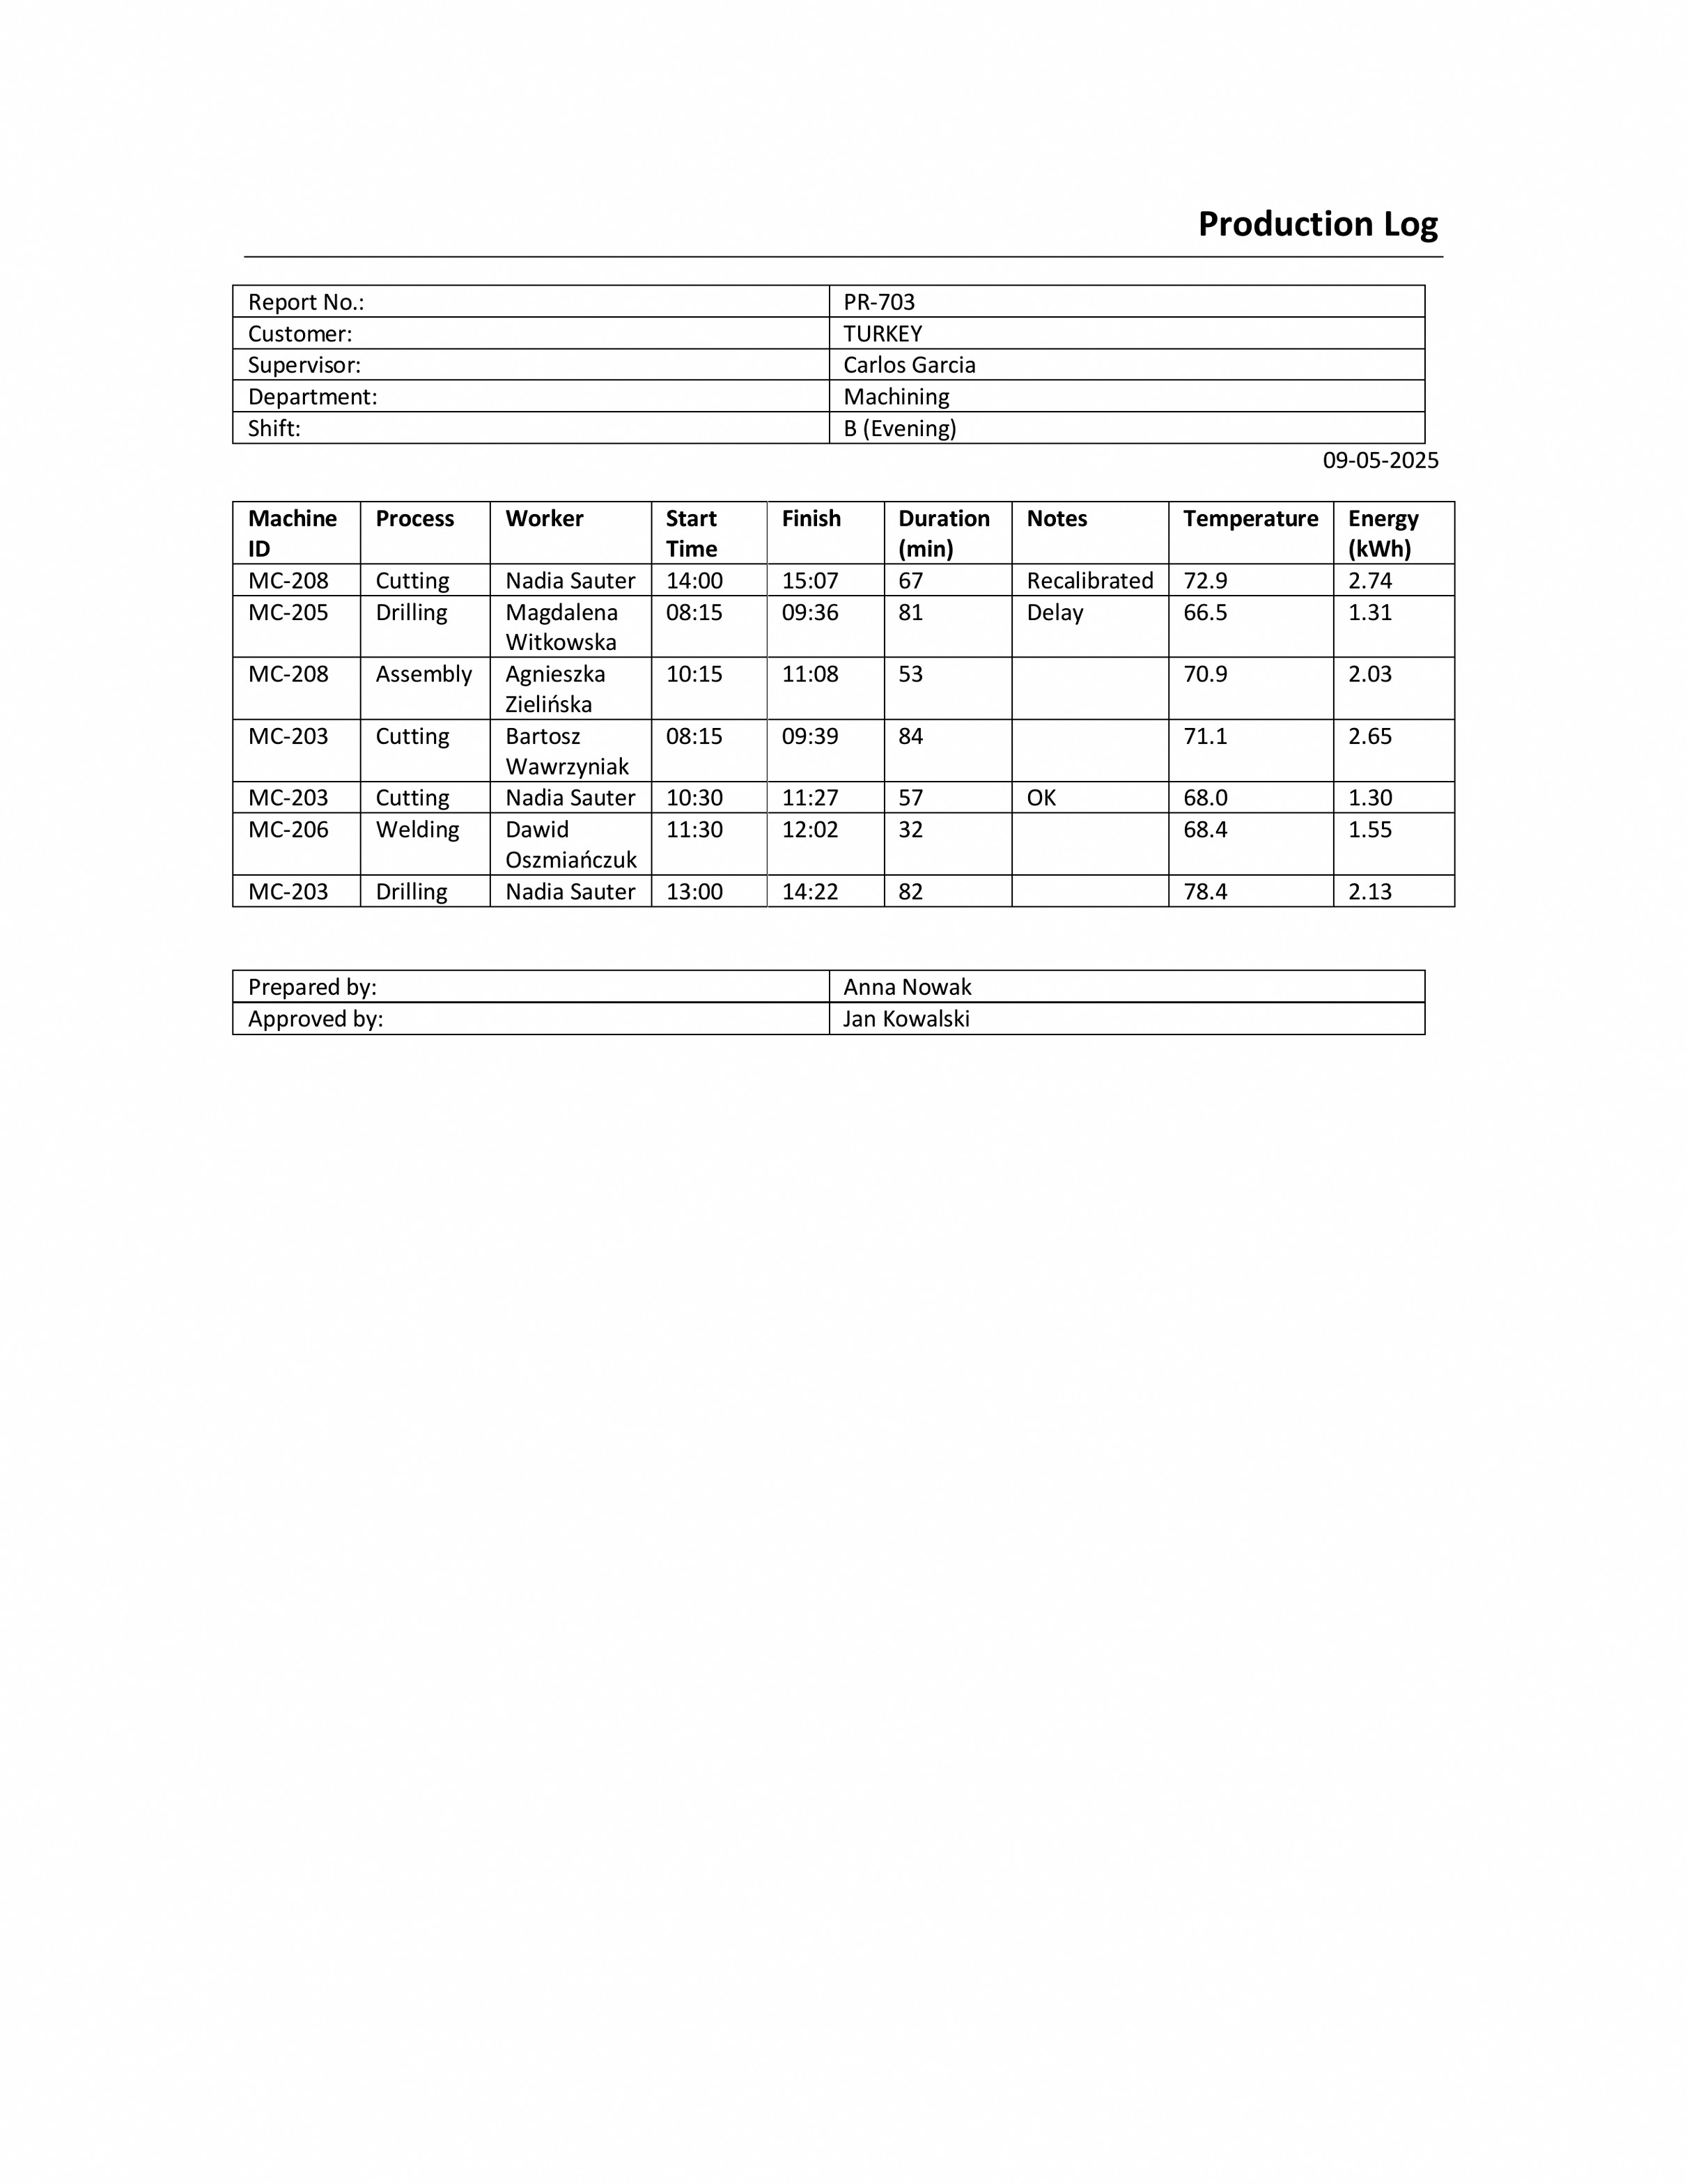 Production Log
Report No.: PR-703
Customer: TURKEY
Supervisor: Carlos Garcia
Department: Machining
Shift: B (Evening)
09-05-2025
Machine ID Process Worker Start Time Finish Duration (min) Notes Temperature Energy (kWh)
MC-208 Cutting Nadia Sauter 14:00 15:07 67 Recalibrated 72.9 2.74
MC-205 Drilling Magdalena Witkowska 08:15 09:36 81 Delay 66.5 1.31
MC-208 Assembly Agnieszka Zielińska 10:15 11:08 53 70.9 2.03
MC-203 Cutting Bartosz Wawrzyniak 08:15 09:39 84 71.1 2.65
MC-203 Cutting Nadia Sauter 10:30 11:27 57 OK 68.0 1.30
MC-206 Welding Dawid Oszmiańczuk 11:30 12:02 32 68.4 1.55
MC-203 Drilling Nadia Sauter 13:00 14:22 82 78.4 2.13
Prepared by: Anna Nowak
Approved by: Jan Kowalski